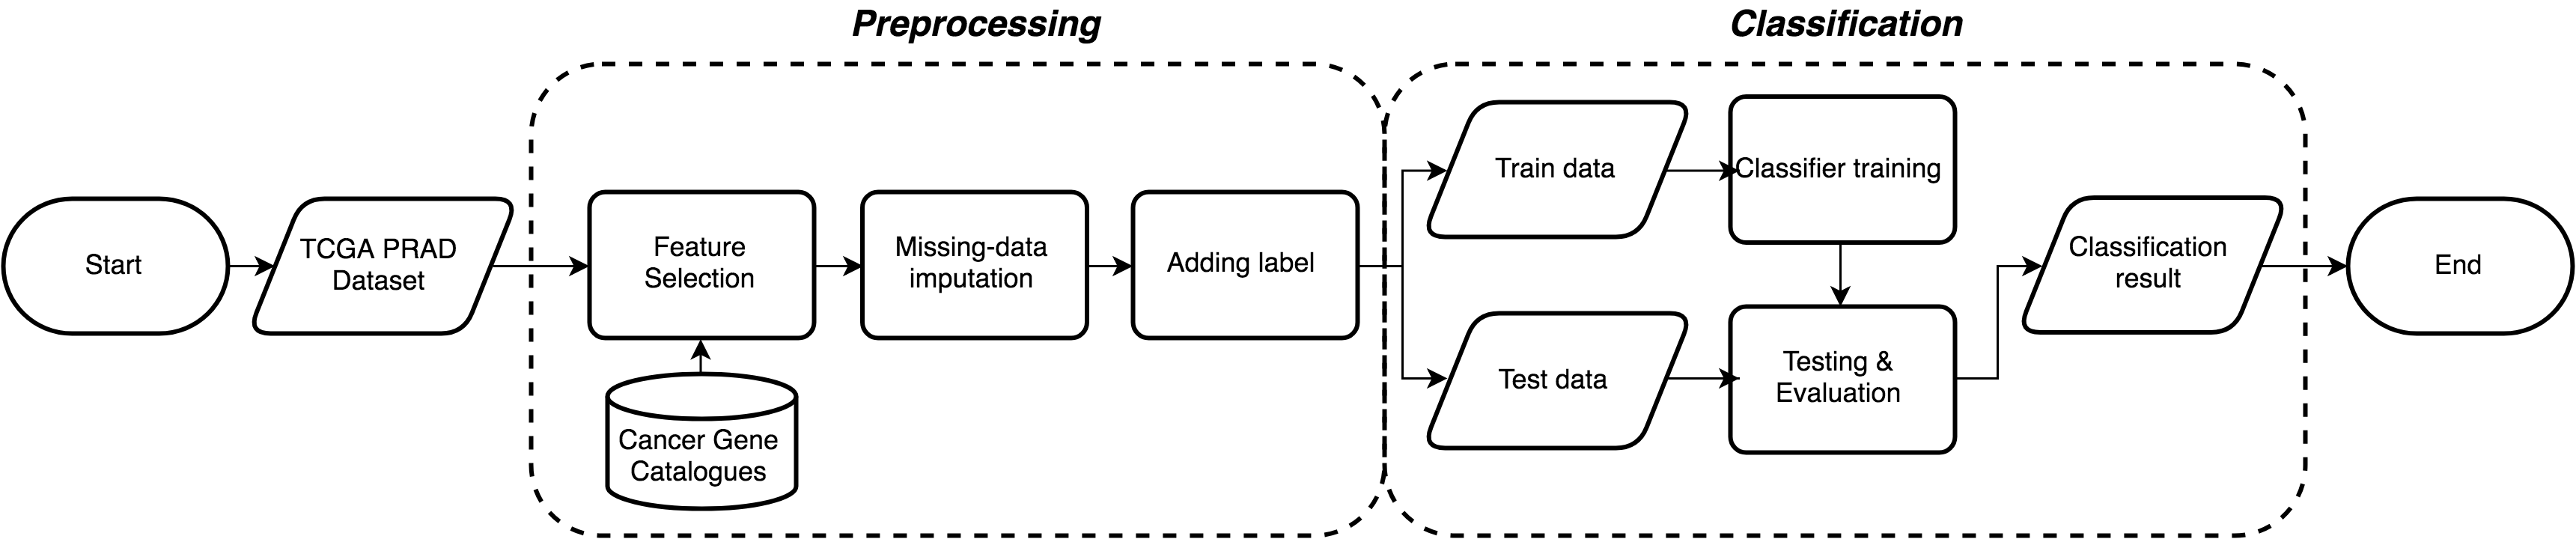 Preprocessing
Classification
Start
TCGA PRAD
Dataset
Feature
Selection
Cancer Gene
Catalogues
Missing-data
imputation
Adding label
Train data
Classifier training
Test data
Testing &
Evaluation
Classification
result
End